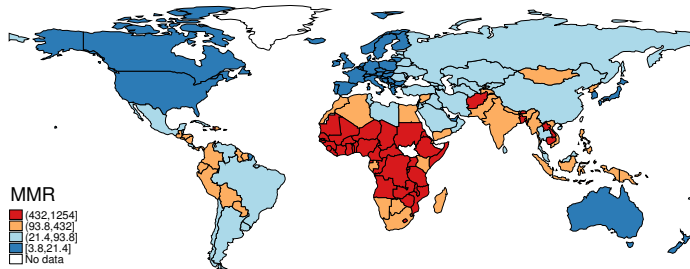 MMR
(432,1254]
(93.8,432]
(21.4,93.8]
[3.8,21.4]
No data